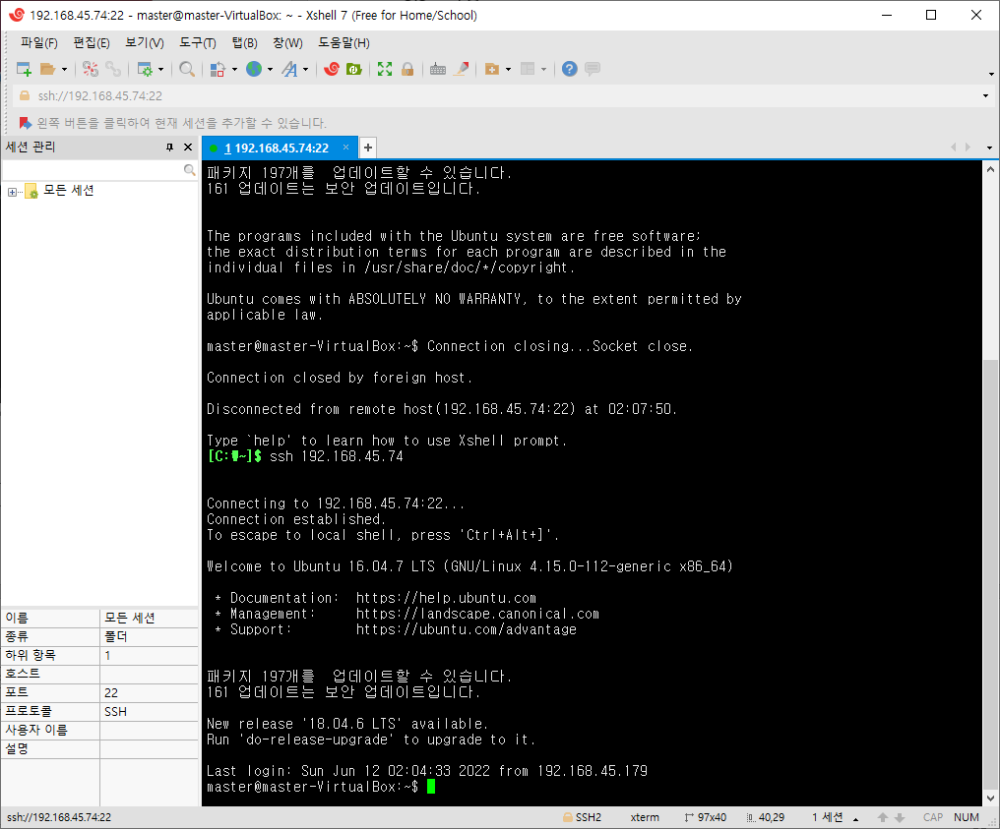 192.168.45.74:22 - master@master-VirtualBox: ~ - Xshell 7 (Free for Home/School)
파일(F) 편집(E) 보기(V) 도구(T) 탭(B) 창(W) 도움말(H)
ssh://192.168.45.74:22
왼쪽 버튼을 클릭하여 현재 세션을 추가할 수 있습니다.
세션 관리
모든 세션
이름 모든 세션
종류 폴더
하위 항목 1
호스트
포트 22
프로토콜 SSH
사용자 이름
설명
1 192.168.45.74:22
패키지 197개를  업데이트할 수 있습니다.
161 업데이트는 보안 업데이트입니다.
The programs included with the Ubuntu system are free software;
the exact distribution terms for each program are described in the
individual files in /usr/share/doc/*/copyright.
Ubuntu comes with ABSOLUTELY NO WARRANTY, to the extent permitted by
applicable law.
master@master-VirtualBox:~$ Connection closing...Socket close.
Connection closed by foreign host.
Disconnected from remote host(192.168.45.74:22) at 02:07:50.
Type `help' to learn how to use Xshell prompt.
[C:₩~]$ ssh 192.168.45.74
Connecting to 192.168.45.74:22...
Connection established.
To escape to local shell, press 'Ctrl+Alt+]'.
Welcome to Ubuntu 16.04.7 LTS (GNU/Linux 4.15.0-112-generic x86_64)
* Documentation:  https://help.ubuntu.com
* Management:     https://landscape.canonical.com
* Support:        https://ubuntu.com/advantage
패키지 197개를  업데이트할 수 있습니다.
161 업데이트는 보안 업데이트입니다.
New release '18.04.6 LTS' available.
Run 'do-release-upgrade' to upgrade to it.
Last login: Sun Jun 12 02:04:33 2022 from 192.168.45.179
master@master-VirtualBox:~$
ssh://192.168.45.74:22 SSH2 xterm 97x40 40,29 1 세션 CAP NUM